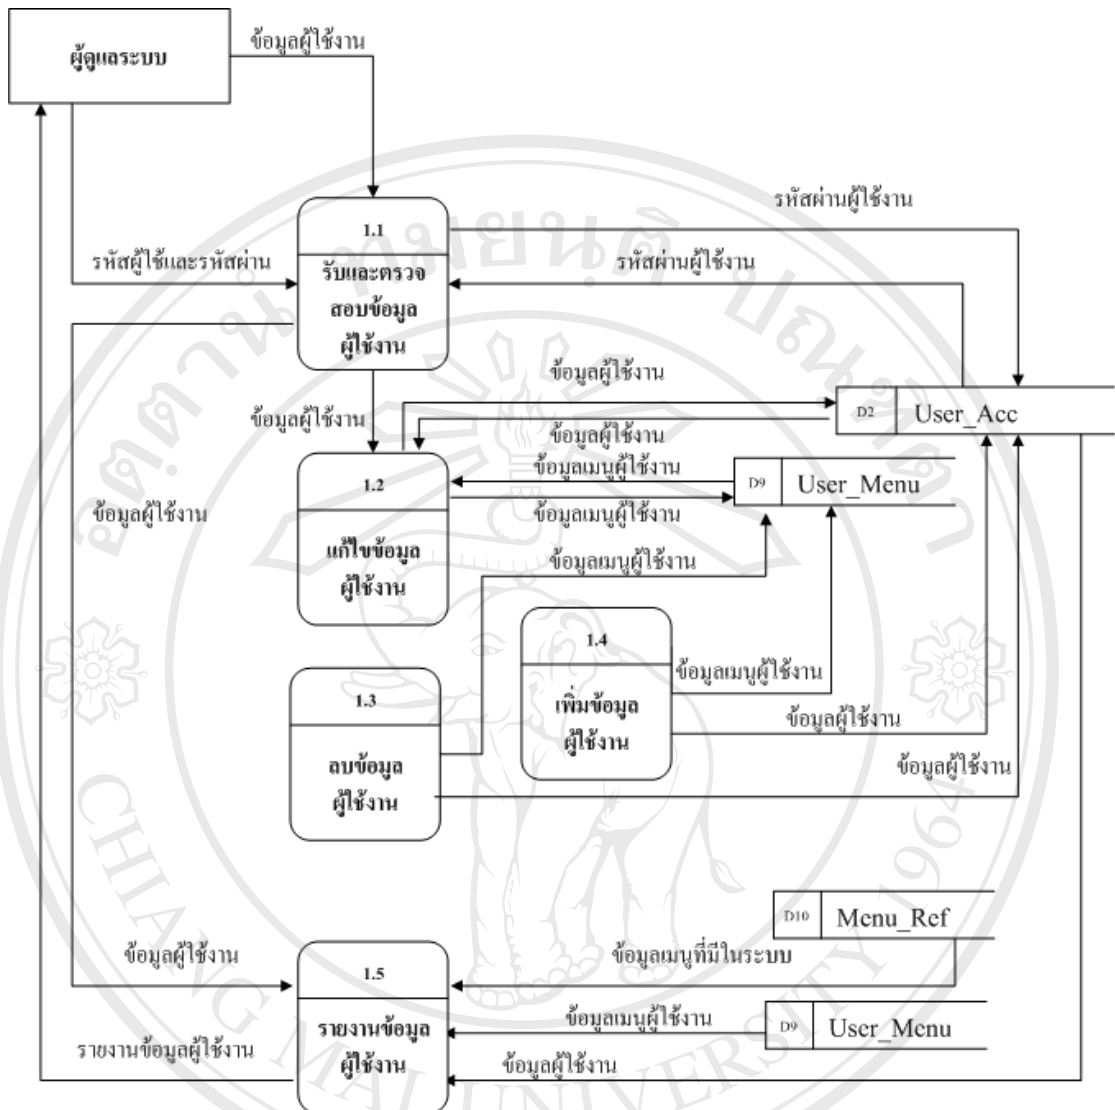 ผู้ดูแลระบบ
ข้อมูลผู้ใช้งาน
รหัสผ่านผู้ใช้งาน
1.1
รับและตรวจ
สอบข้อมูล
ผู้ใช้งาน
รหัสผู้ใช้และรหัสผ่าน
รหัสผ่านผู้ใช้งาน
ข้อมูลผู้ใช้งาน
D2 User_Acc
ข้อมูลผู้ใช้งาน
ข้อมูลผู้ใช้งาน
ข้อมูลเมนูผู้ใช้งาน
D9 User_Menu
1.2
แก้ไขข้อมูล
ผู้ใช้งาน
ข้อมูลผู้ใช้งาน
ข้อมูลเมนูผู้ใช้งาน
ข้อมูลเมนูผู้ใช้งาน
1.4
เพิ่มข้อมูล
ผู้ใช้งาน
ข้อมูลเมนูผู้ใช้งาน
ข้อมูลผู้ใช้งาน
1.3
ลบข้อมูล
ผู้ใช้งาน
ข้อมูลผู้ใช้งาน
D10 Menu_Ref
ข้อมูลผู้ใช้งาน
ข้อมูลเมนูที่มีในระบบ
1.5
รายงานข้อมูล
ผู้ใช้งาน
ข้อมูลเมนูผู้ใช้งาน
D9 User_Menu
รายงานข้อมูลผู้ใช้งาน
ข้อมูลผู้ใช้งาน
CHIANG MAI UNIVERSITY 1964